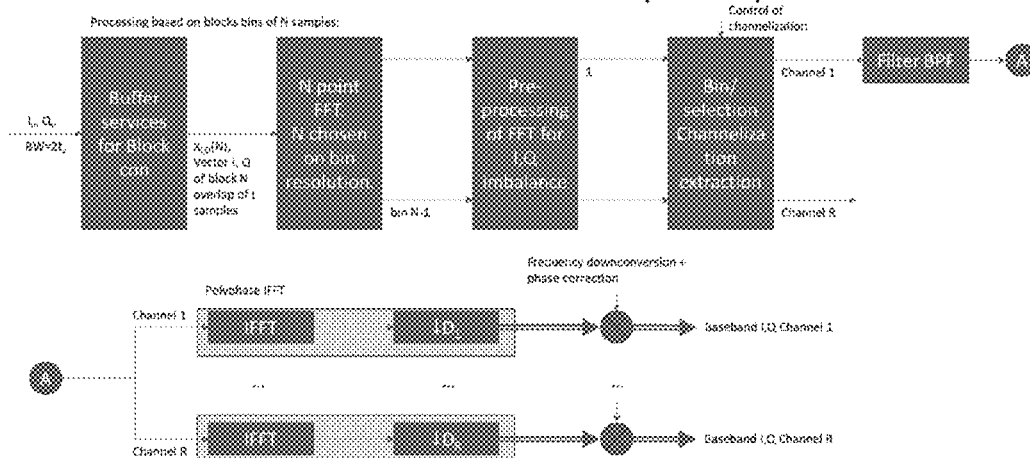 Processing based on blocks bins of N samples:
Control of
channelization
Buffer
services
for Block
N point
FFT
N chosen
on bin
resolution
Pre-
processing
of FFT for
I,Q
imbalance
Bin/
selection
Channeliza
tion
extraction
Filter BPF
A
BW=
Vector I, Q
of block N
overlap of L
samples
bin N-1
1
Channel 1
Channel R
Frequency downconversion +
phase correction
Polyphase IFFT
Channel 1
IFFT
I,Q
Baseband I,Q, Channel 1
A
...
...
...
...
Channel R
IFFT
I,Q
Baseband I,Q, Channel R